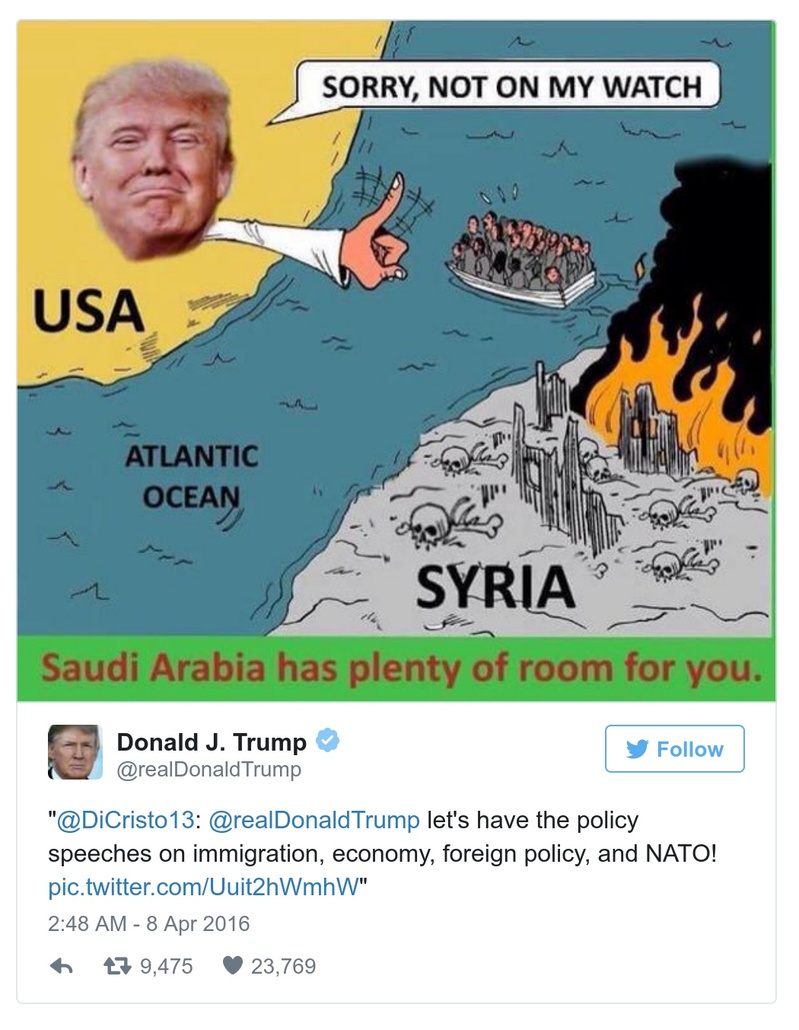 SORRY, NOT ON MY WATCH
USA
ATLANTIC
OCEAN
SYRIA
Saudi Arabia has plenty of room for you.
Donald J. Trump
@realDonaldTrump
Follow
"@DiCristo13: @realDonaldTrump let's have the policy
speeches on immigration, economy, foreign policy, and NATO!
pic.twitter.com/Uuit2hWmhW"
2:48 AM - 8 Apr 2016
9,475 23,769